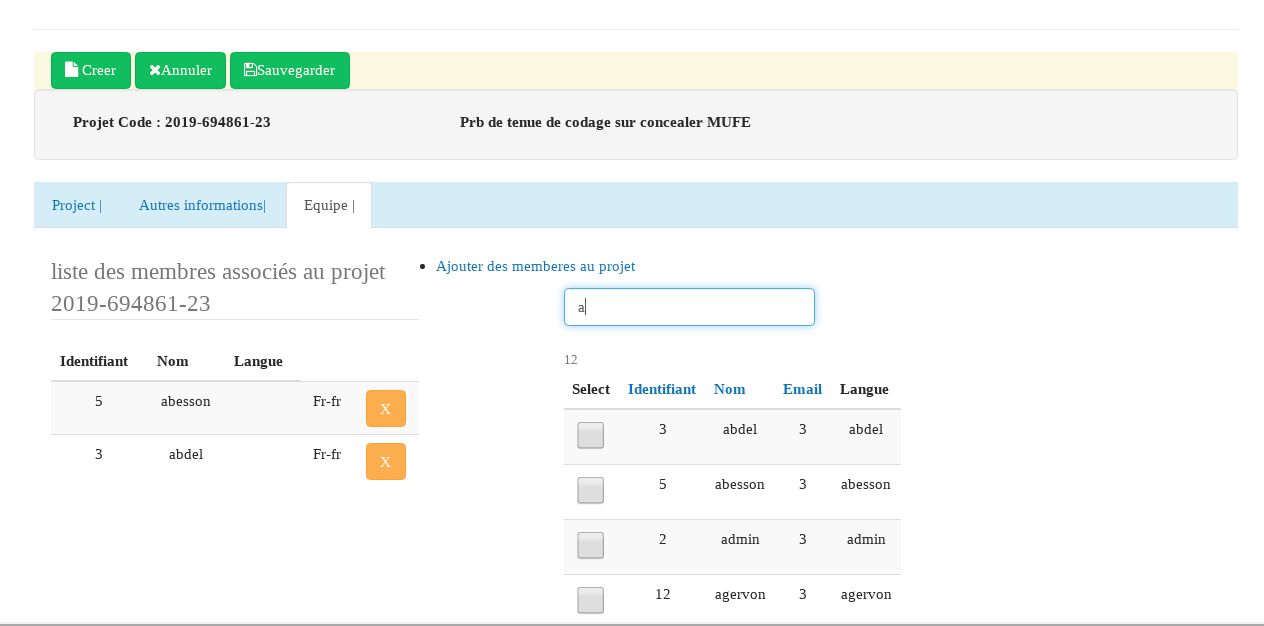 Creer Annuler Sauvegarder
Projet Code : 2019-694861-23 Prb de tenue de codage sur concealer MUFE
Project | Autres informations| Equipe |
liste des membres associés au projet
2019-694861-23
Identifiant Nom Langue
5 abesson Fr-fr X
3 abdel Fr-fr X
Ajouter des memberes au projet
a
12
Select Identifiant Nom Email Langue
3 abdel 3 abdel
5 abesson 3 abesson
2 admin 3 admin
12 agervon 3 agervon